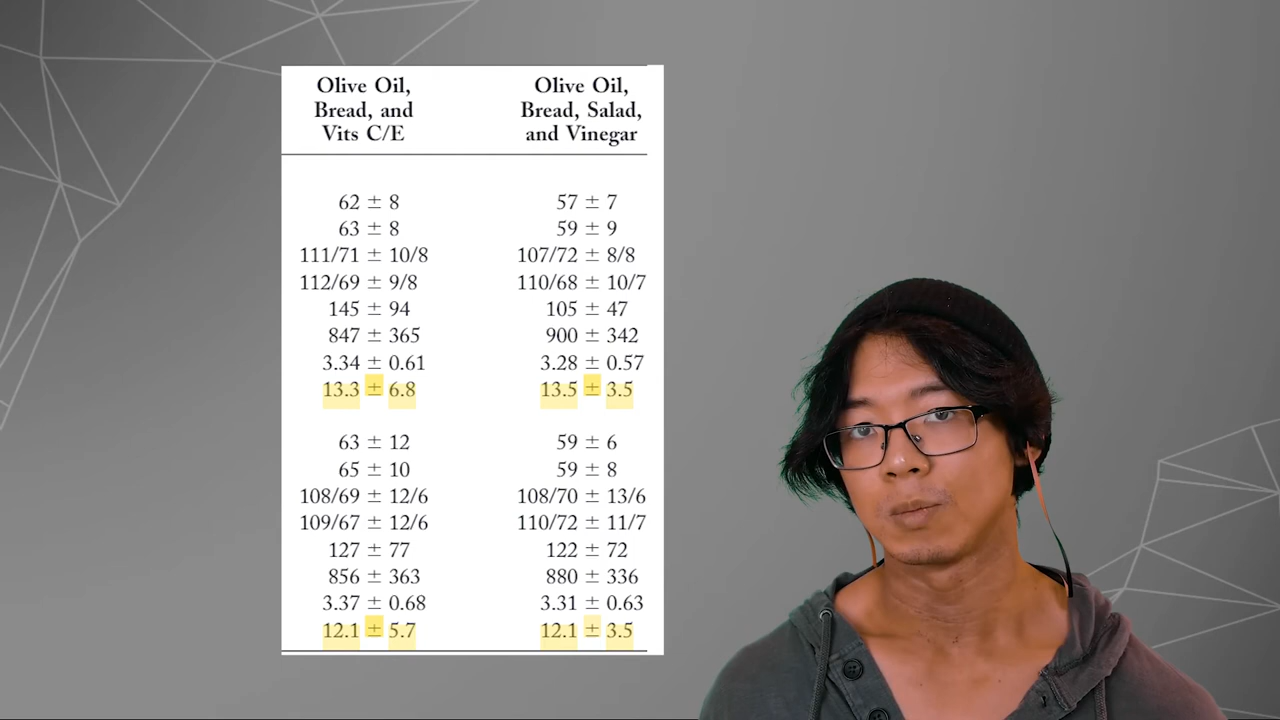 Olive Oil, Bread, and Vits C/E
Olive Oil, Bread, Salad, and Vinegar
62 ± 8 57 ± 7
63 ± 8 59 ± 9
111/71 ± 10/8 107/72 ± 8/8
112/69 ± 9/8 110/68 ± 10/7
145 ± 94 105 ± 47
847 ± 365 900 ± 342
3.34 ± 0.61 3.28 ± 0.57
13.3 ± 6.8 13.5 ± 3.5
63 ± 12 59 ± 6
65 ± 10 59 ± 8
108/69 ± 12/6 108/70 ± 13/6
109/67 ± 12/6 110/72 ± 11/7
127 ± 77 122 ± 72
856 ± 363 880 ± 336
3.37 ± 0.68 3.31 ± 0.63
12.1 ± 5.7 12.1 ± 3.5